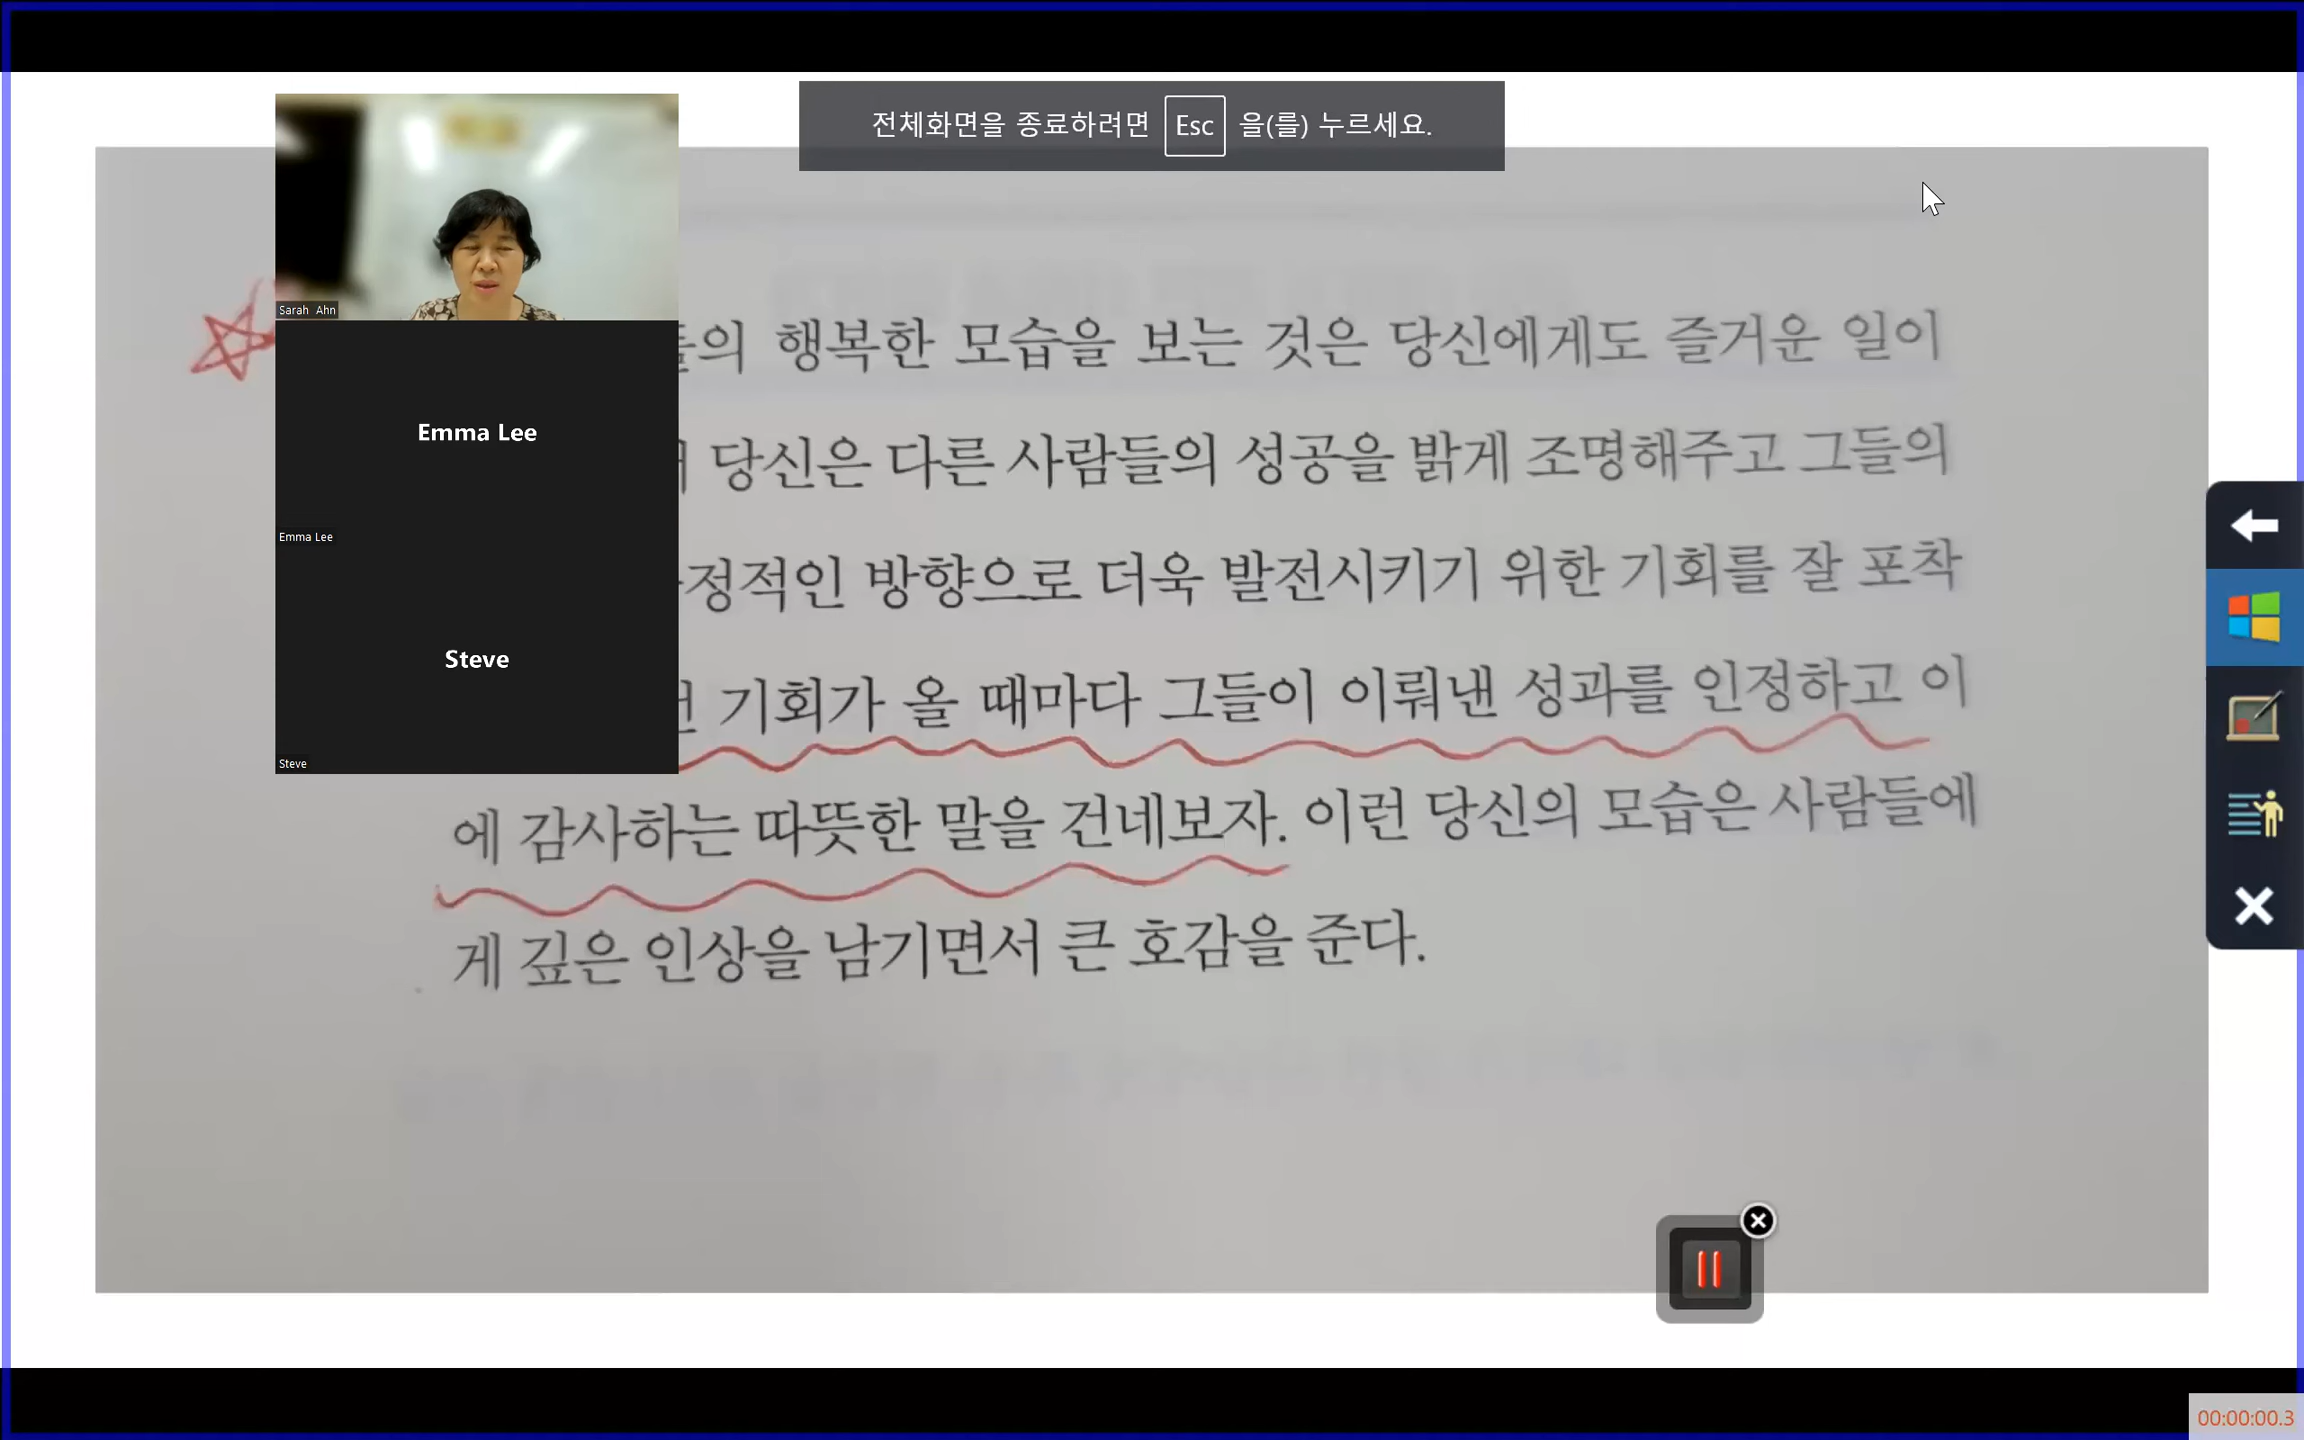 전체화면을 종료하려면 Esc 을(를) 누르세요.
Sarah Ahn
Emma Lee
Emma Lee
Steve
Steve
행복한 모습을 보는 것은 당신에게도 즐거운 일이
당신은 다른 사람들의 성공을 밝게 조명해주고 그들의
방향으로 더욱 발전시키기 위한 기회를 잘 포착
기회가 올 때마다 그들이 이뤄낸 성과를 인정하고 이
에 감사하는 따뜻한 말을 건네보자. 이런 당신의 모습은 사람들에
게 깊은 인상을 남기면서 큰 호감을 준다.
00:00:00.3